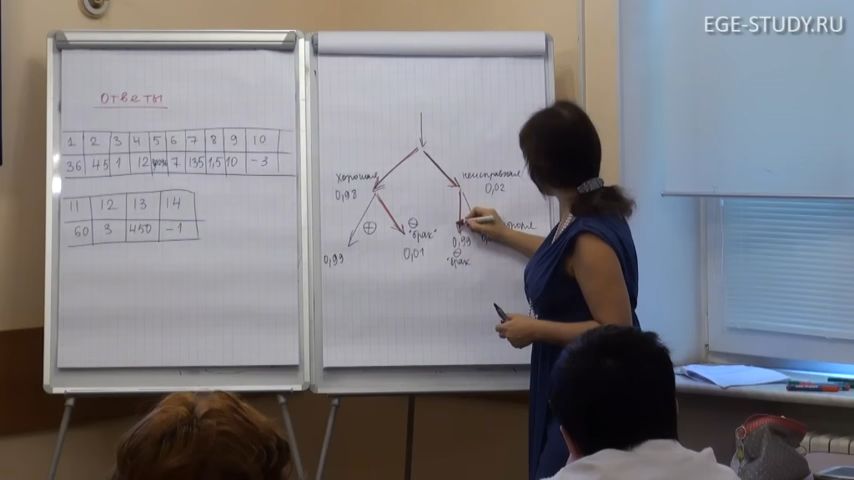 EGE-STUDY.RU
ответы
1 2 3 4 5 6 7 8 9 10
36 45 1 12 7 135 1,5 10 -3
11 12 13 14
60 3 450 -1
хорошие
0,98
неисправные
0,02
+
0,99
-
"брак"
0,01
0,99
-
"брак